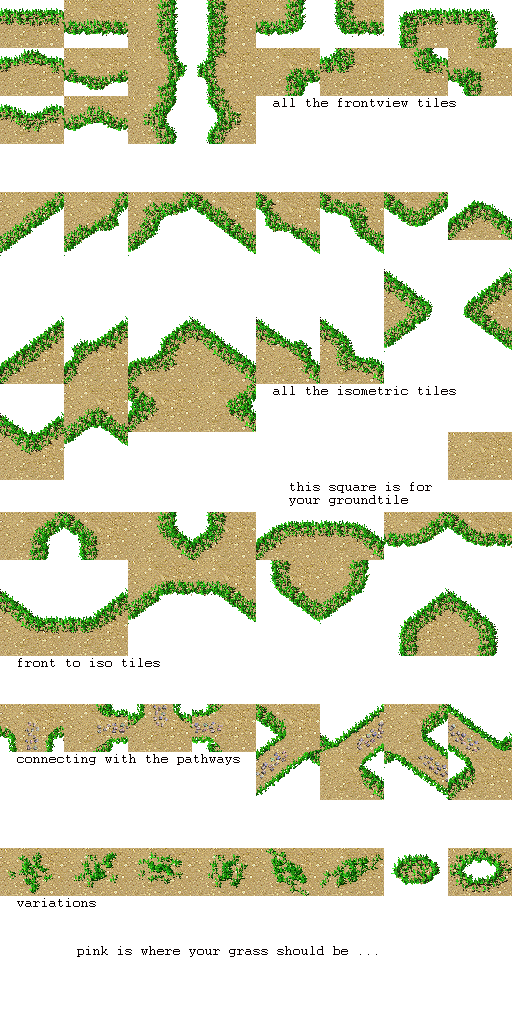 all the frontview tiles
all the isometric tiles
this square is for
your groundtile
front to iso tiles
connecting with the pathways
variations
pink is where your grass should be ...